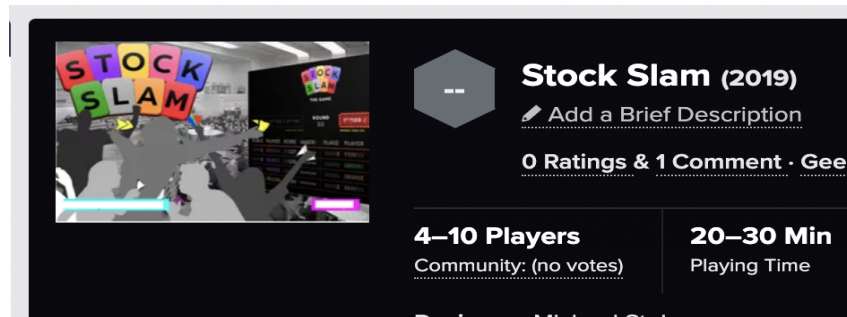 STOCK
SLAM
STOCK
SLAM
THE GAME
ROUND
--
Stock Slam (2019)
Add a Brief Description
0 Ratings & 1 Comment · Gee
4–10 Players
20–30 Min
Community: (no votes)
Playing Time